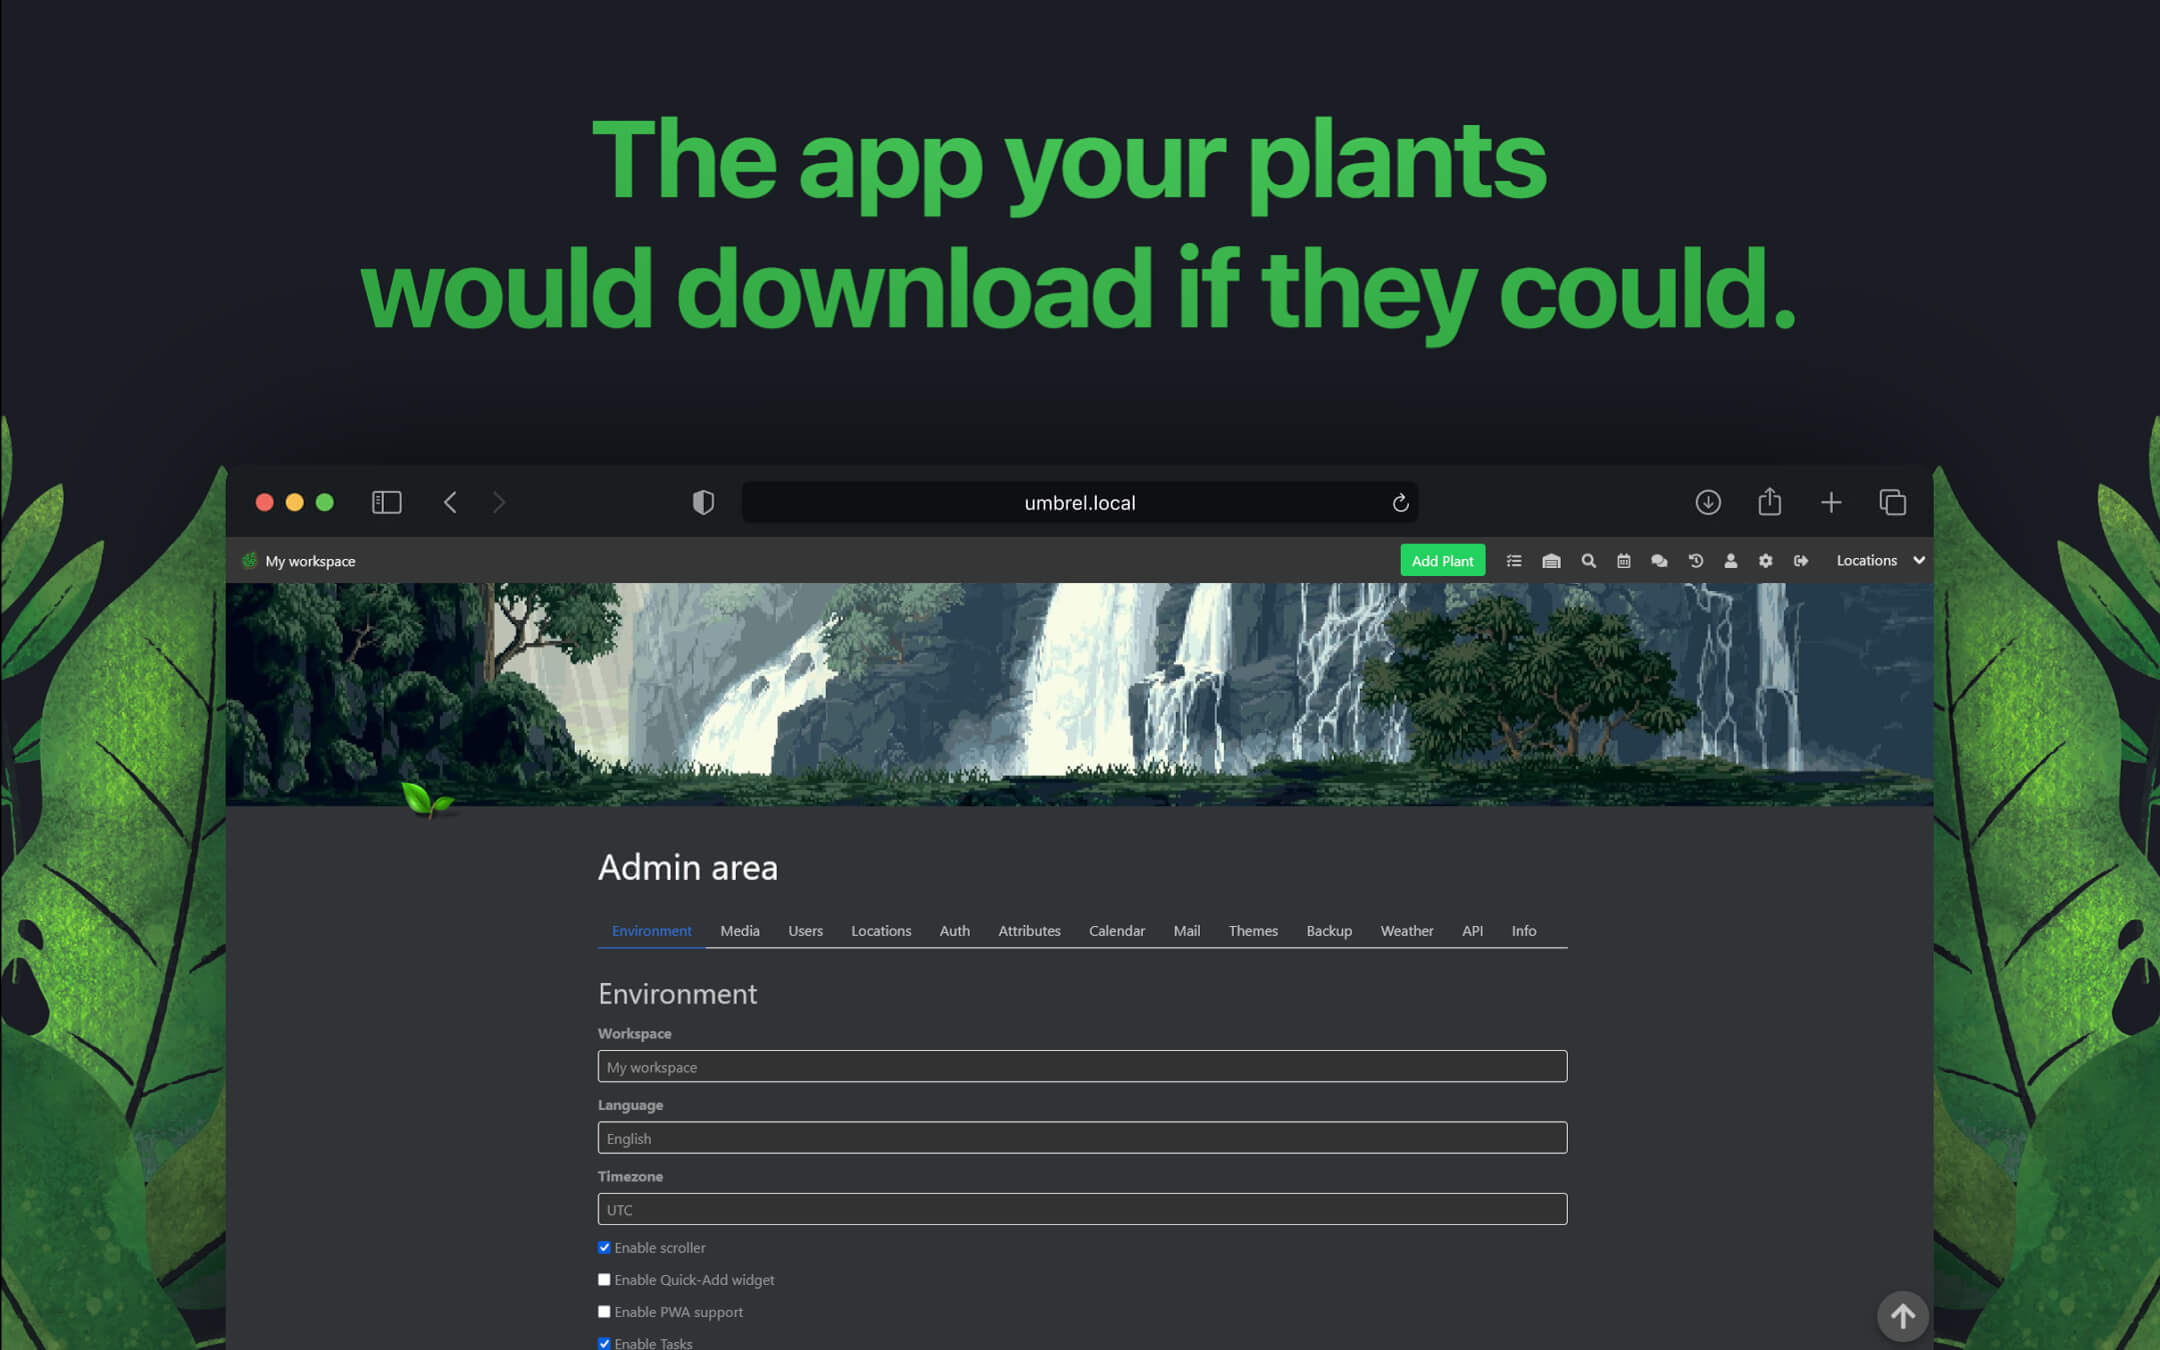 The app your plants
would download if they could.
umbrel.local
My workspace
Add Plant
Locations
Admin area
Environment Media Users Locations Auth Attributes Calendar Mail Themes Backup Weather API Info
Environment
Workspace
My workspace
Language
English
Timezone
UTC
Enable scroller
Enable Quick-Add widget
Enable PWA support
Enable Tasks